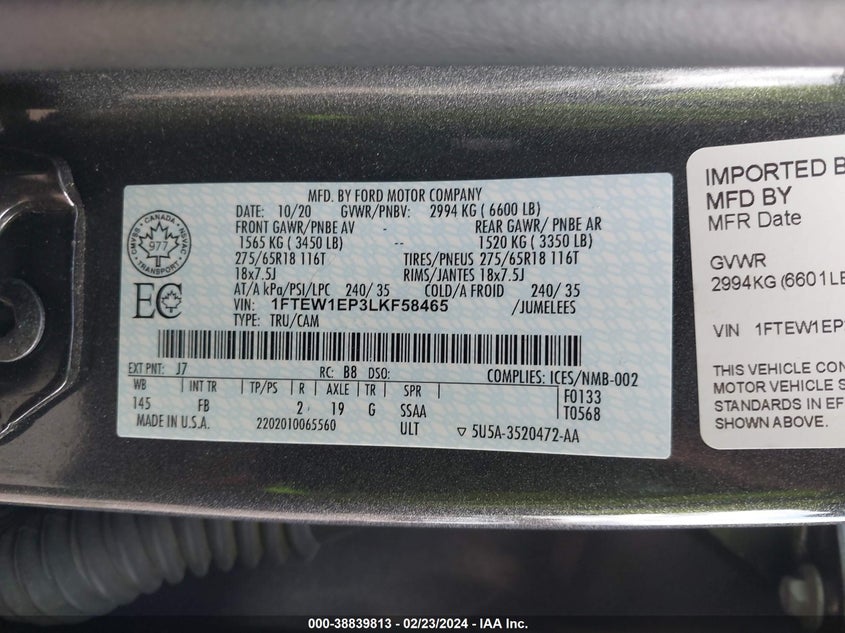 MFD. BY FORD MOTOR COMPANY
DATE: 10/20 GVWR/PNBV: 2994 KG ( 6600 LB)
FRONT GAWR/PNBE AV - REAR GAWR/ PNBE AR
1565 KG ( 3450 LB) -- 1520 KG ( 3350 LB)
275/65R18 116T TIRES/PNEUS 275/65R18 116T
18x7.5J RIMS/JANTES 18x7.5J
AT/A kPa/PSI/LPC 240/ 35 COLD/A FROID 240/ 35
VIN: 1FTEW1EP3LKF58465 /JUMELEES
TYPE: TRU/CAM
CANADA
CMVSS NSVAC
977
TRANSPORT
EC
EXT PNT: J7 RC: B8 DSO: COMPLIES: ICES/NMB-002
WB INT TR TP/PS R AXLE TR SPR F0133
145 FB 2 19 G SSAA T0568
MADE IN U.S.A. 2202010065560 ULT ▽ 5U5A-3520472-AA
IMPORTED B
MFD BY
MFR Date
GVWR
2994KG (6601LB
VIN 1FTEW1EP
THIS VEHICLE CON
MOTOR VEHICLE S
STANDARDS IN EF
SHOWN ABOVE.
000-38839813 - 02/23/2024 - IAA Inc.